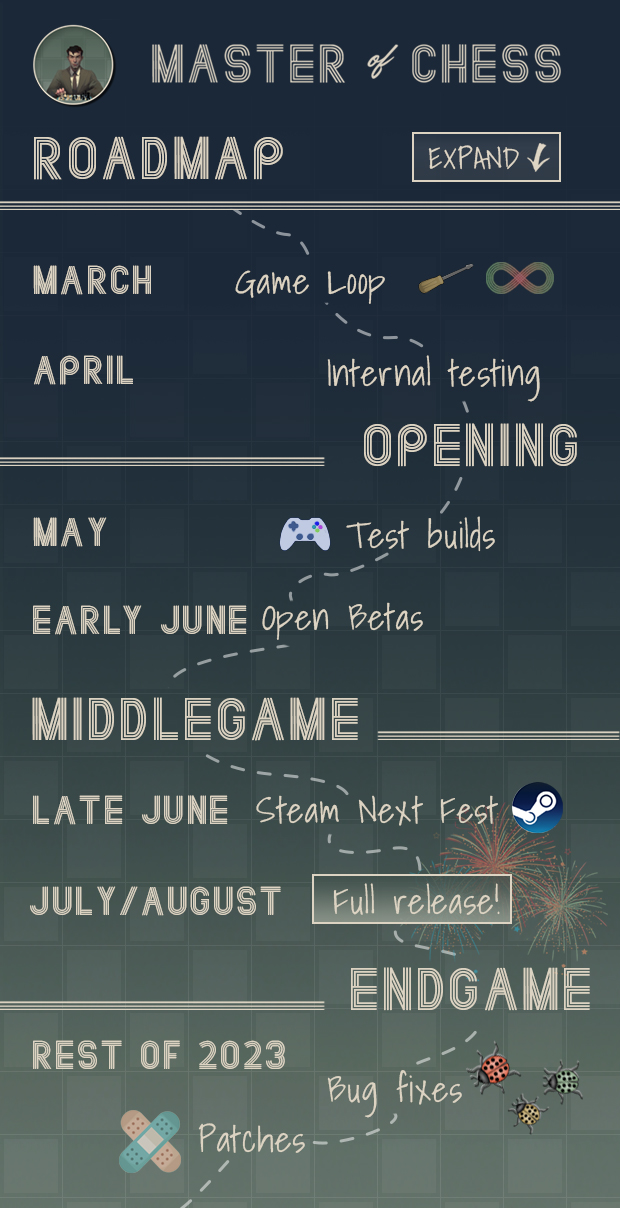 MASTER of CHESS
ROADMAP
EXPAND
MARCH Game Loop
APRIL Internal testing
OPENING
MAY Test builds
EARLY JUNE Open Betas
MIDDLEGAME
LATE JUNE Steam Next Fest
JULY/AUGUST Full release!
ENDGAME
REST OF 2023
Bug fixes
Patches